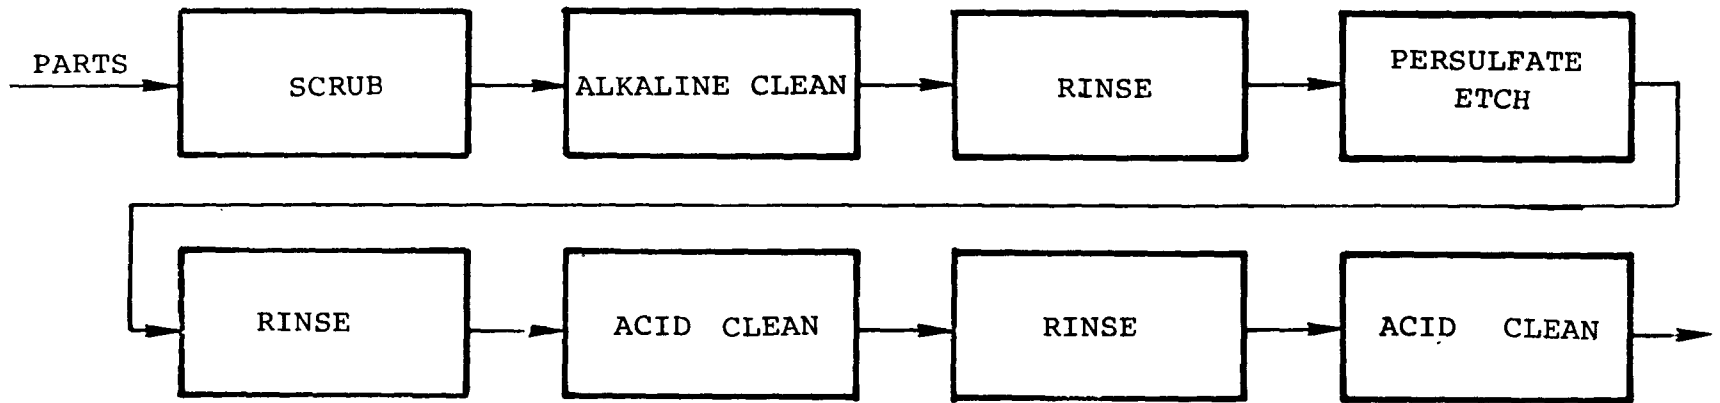 PARTS
SCRUB
ALKALINE CLEAN
RINSE
PERSULFATE
ETCH
RINSE
ACID CLEAN
RINSE
ACID CLEAN